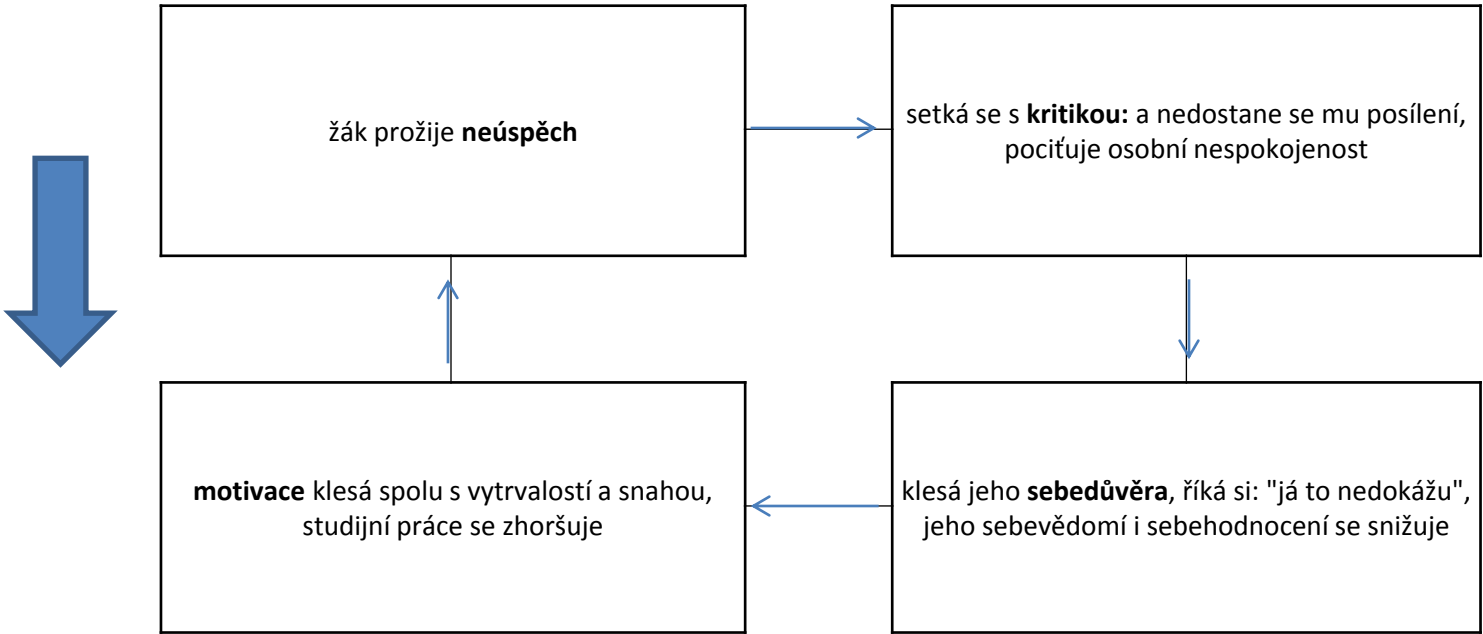 žák prožije neúspěch
setká se s kritikou: a nedostane se mu posílení,
pociťuje osobní nespokojenost
motivace klesá spolu s vytrvalostí a snahou,
studijní práce se zhoršuje
klesá jeho sebedůvěra, říká si: "já to nedokážu",
jeho sebevědomí i sebehodnocení se snižuje